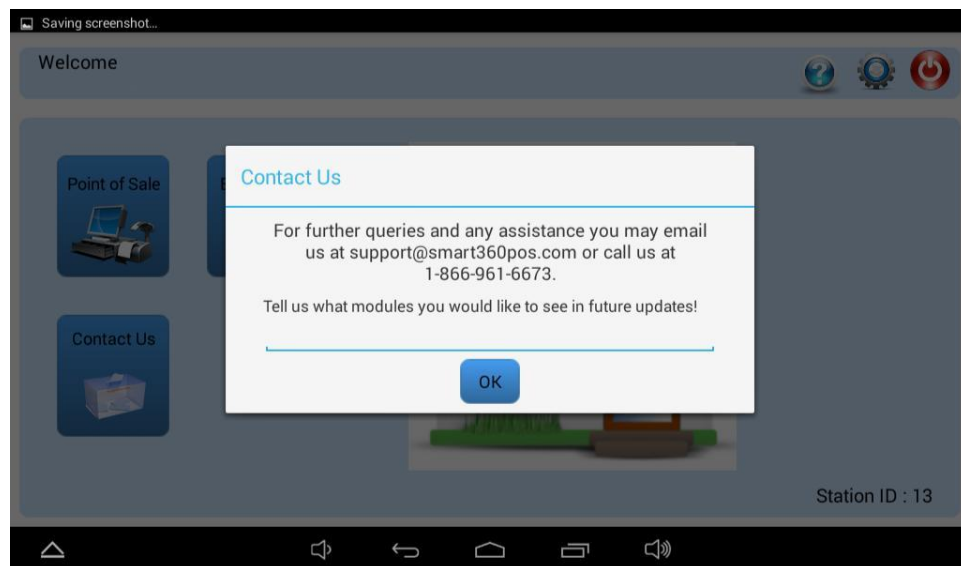 Saving screenshot...
Welcome
Point of Sale
Contact Us
For further queries and any assistance you may email
us at support@smart360pos.com or call us at
1-866-961-6673.
Tell us what modules you would like to see in future updates!
OK
Contact Us
Station ID : 13